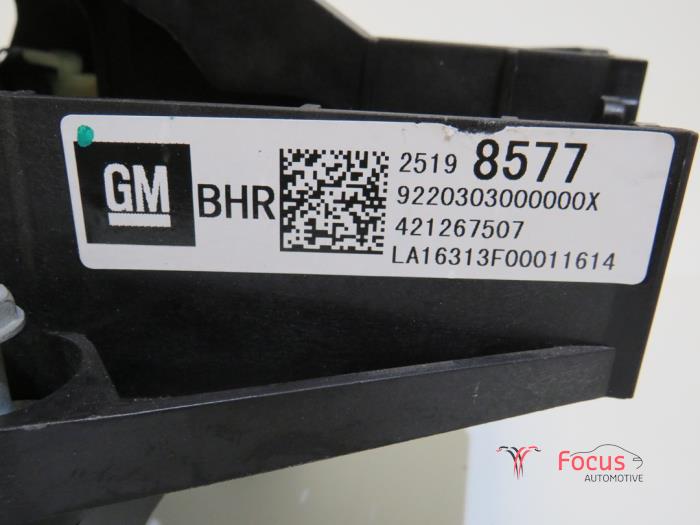 GM
BHR
2519 8577
9220303000000X
421267507
LA16313F00011614
Focus
AUTOMOTIVE